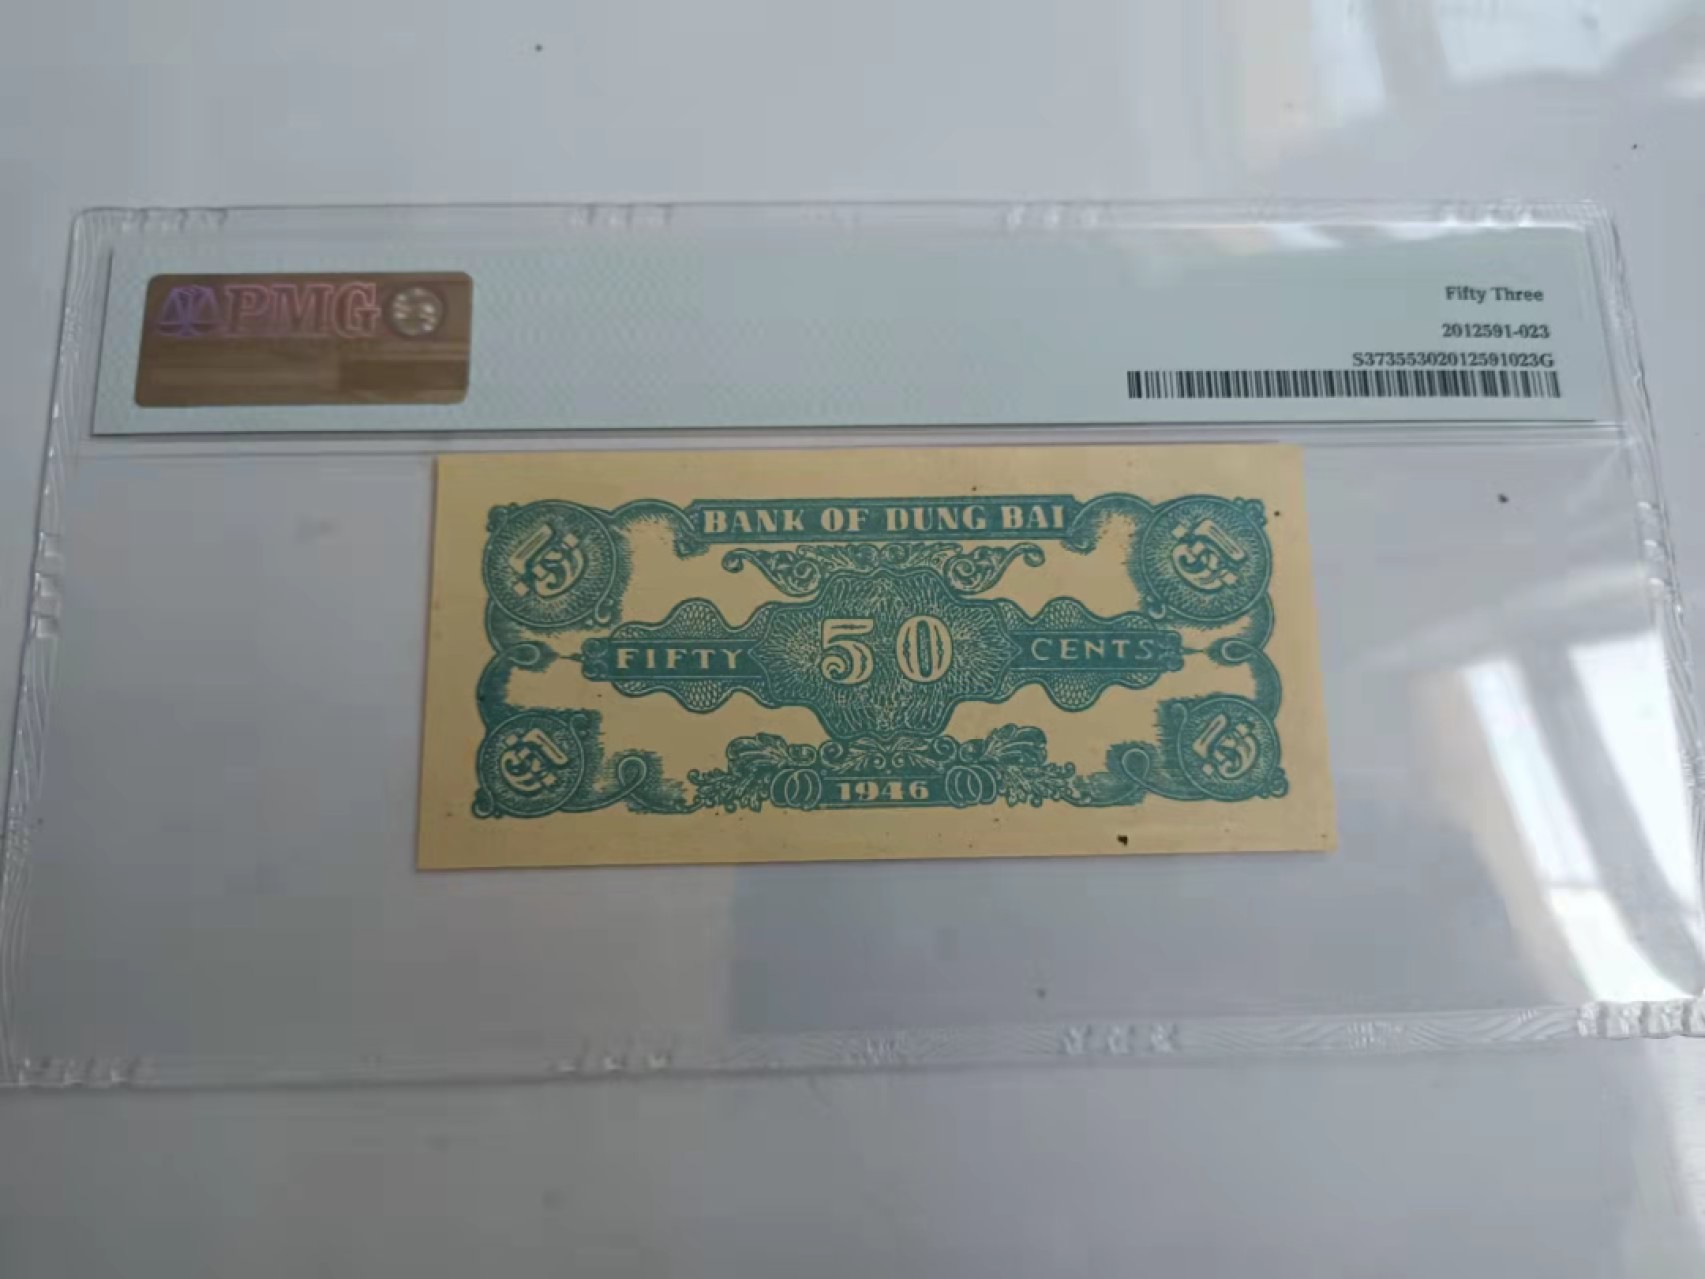 PMG
Fifty Three
2012591-023
S37355302012591023G
BANK OF DUNG BAI
FIFTY 50 CENTS
1946